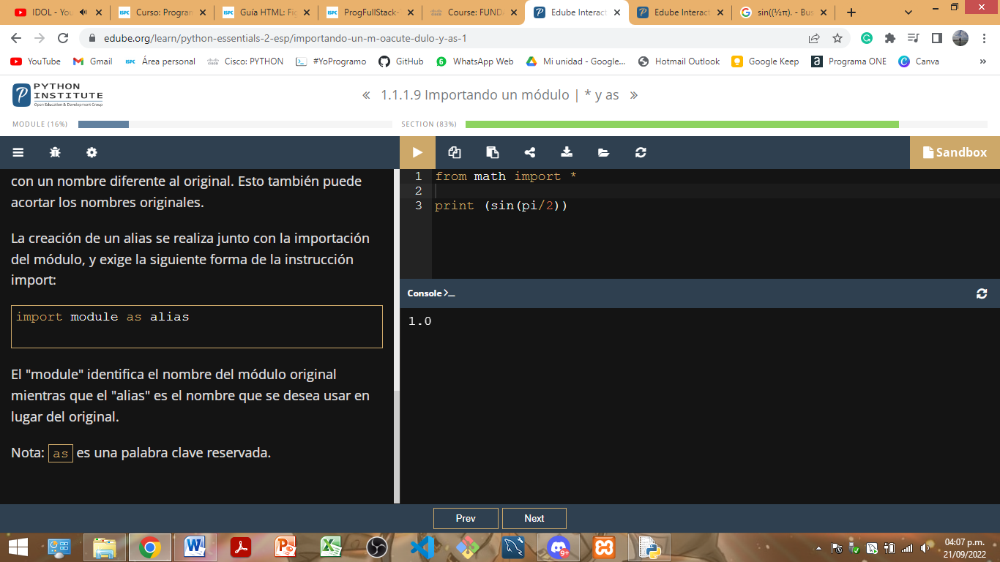 IDOL - You
ISPC Curso: Program
ISPC Guía HTML: Fig
ISPC ProgFullStack-
Course: FUND
Edube Interact
Edube Interact
sin((½π). - Bus
edube.org/learn/python-essentials-2-esp/importando-un-m-oacute-dulo-y-as-1
YouTube
Gmail
ISPC Área personal
Cisco: PYTHON
#YoProgramo
GitHub
6 WhatsApp Web
Mi unidad - Google...
Hotmail Outlook
Google Keep
a Programa ONE
Canva
»
PYTHON
INSTITUTE
Open Education & Development Group
« 1.1.1.9 Importando un módulo | * y as »
MODULE (16%)
SECTION (83%)
Sandbox
con un nombre diferente al original. Esto también puede
acortar los nombres originales.
La creación de un alias se realiza junto con la importación
del módulo, y exige la siguiente forma de la instrucción
import:
import module as alias
El "module" identifica el nombre del módulo original
mientras que el "alias" es el nombre que se desea usar en
lugar del original.
Nota: as es una palabra clave reservada.
1 from math import *
2
3 print (sin(pi/2))
Console >_
1.0
Prev
Next
9+
04:07 p.m.
21/09/2022